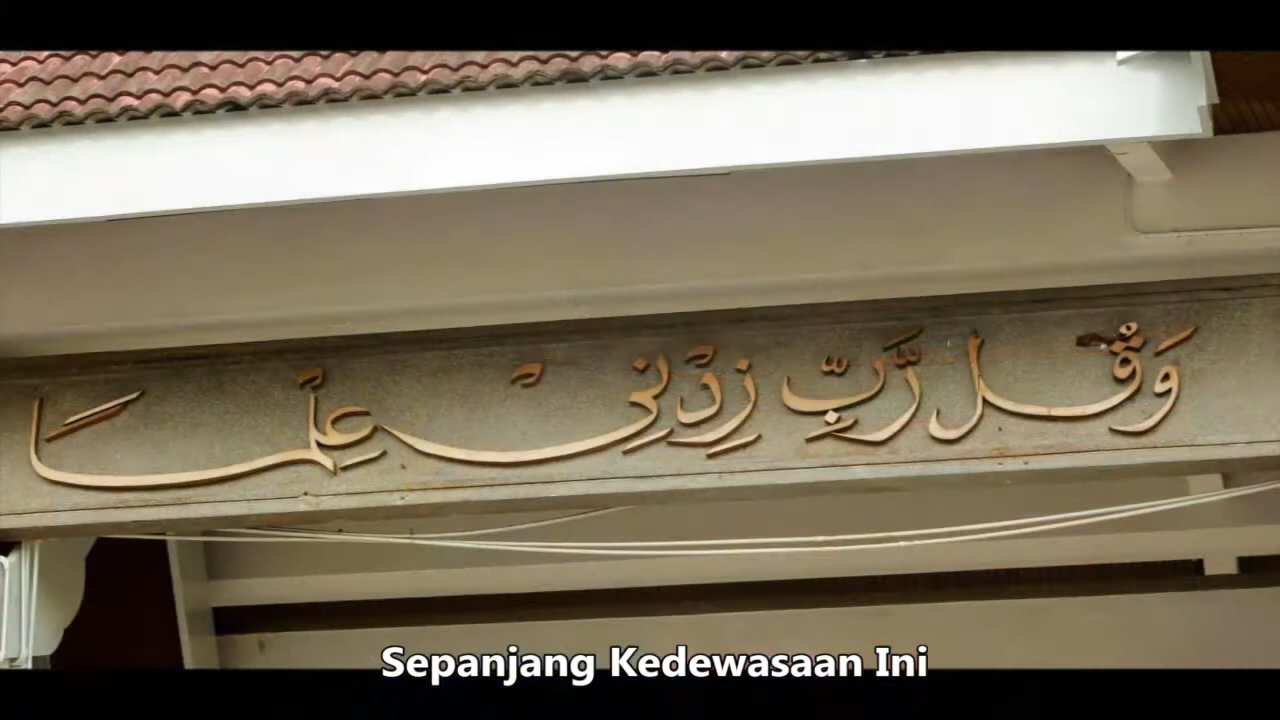 وَقُل رَّبِّ زِدْنِيْ عِلْمًا
Sepanjang Kedewasaan Ini